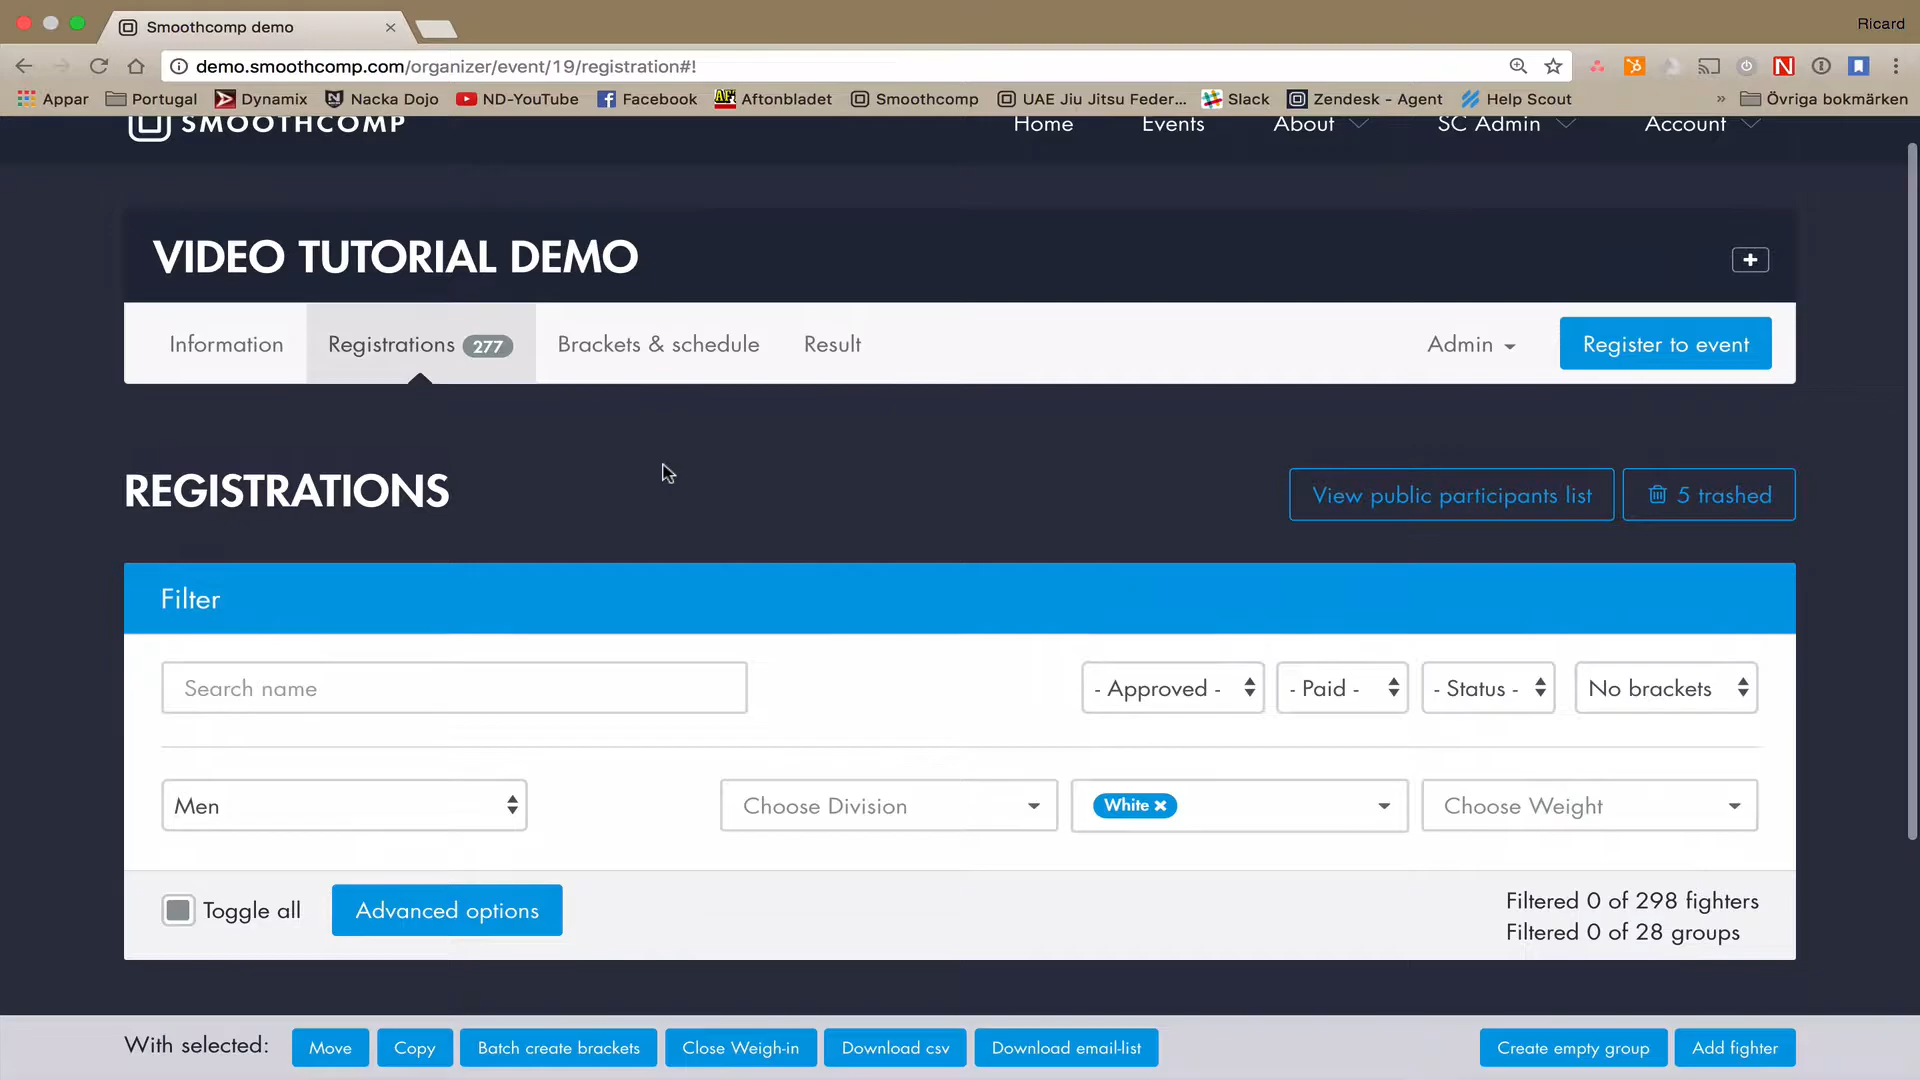 Smoothcomp demo
Ricard
demo.smoothcomp.com/organizer/event/19/registration#!
Appar Portugal Dynamix Nacka Dojo ND-YouTube Facebook Aftonbladet Smoothcomp UAE Jiu Jitsu Feder... Slack Zendesk - Agent Help Scout » Övriga bokmärken
SMOOTHCOMP
Home Events About SC Admin Account
VIDEO TUTORIAL DEMO
Information Registrations 277 Brackets & schedule Result Admin Register to event
REGISTRATIONS
View public participants list 5 trashed
Filter
Search name - Approved - - Paid - - Status - No brackets
Men Choose Division White Choose Weight
Toggle all Advanced options
Filtered 0 of 298 fighters
Filtered 0 of 28 groups
With selected: Move Copy Batch create brackets Close Weigh-in Download csv Download email-list Create empty group Add fighter